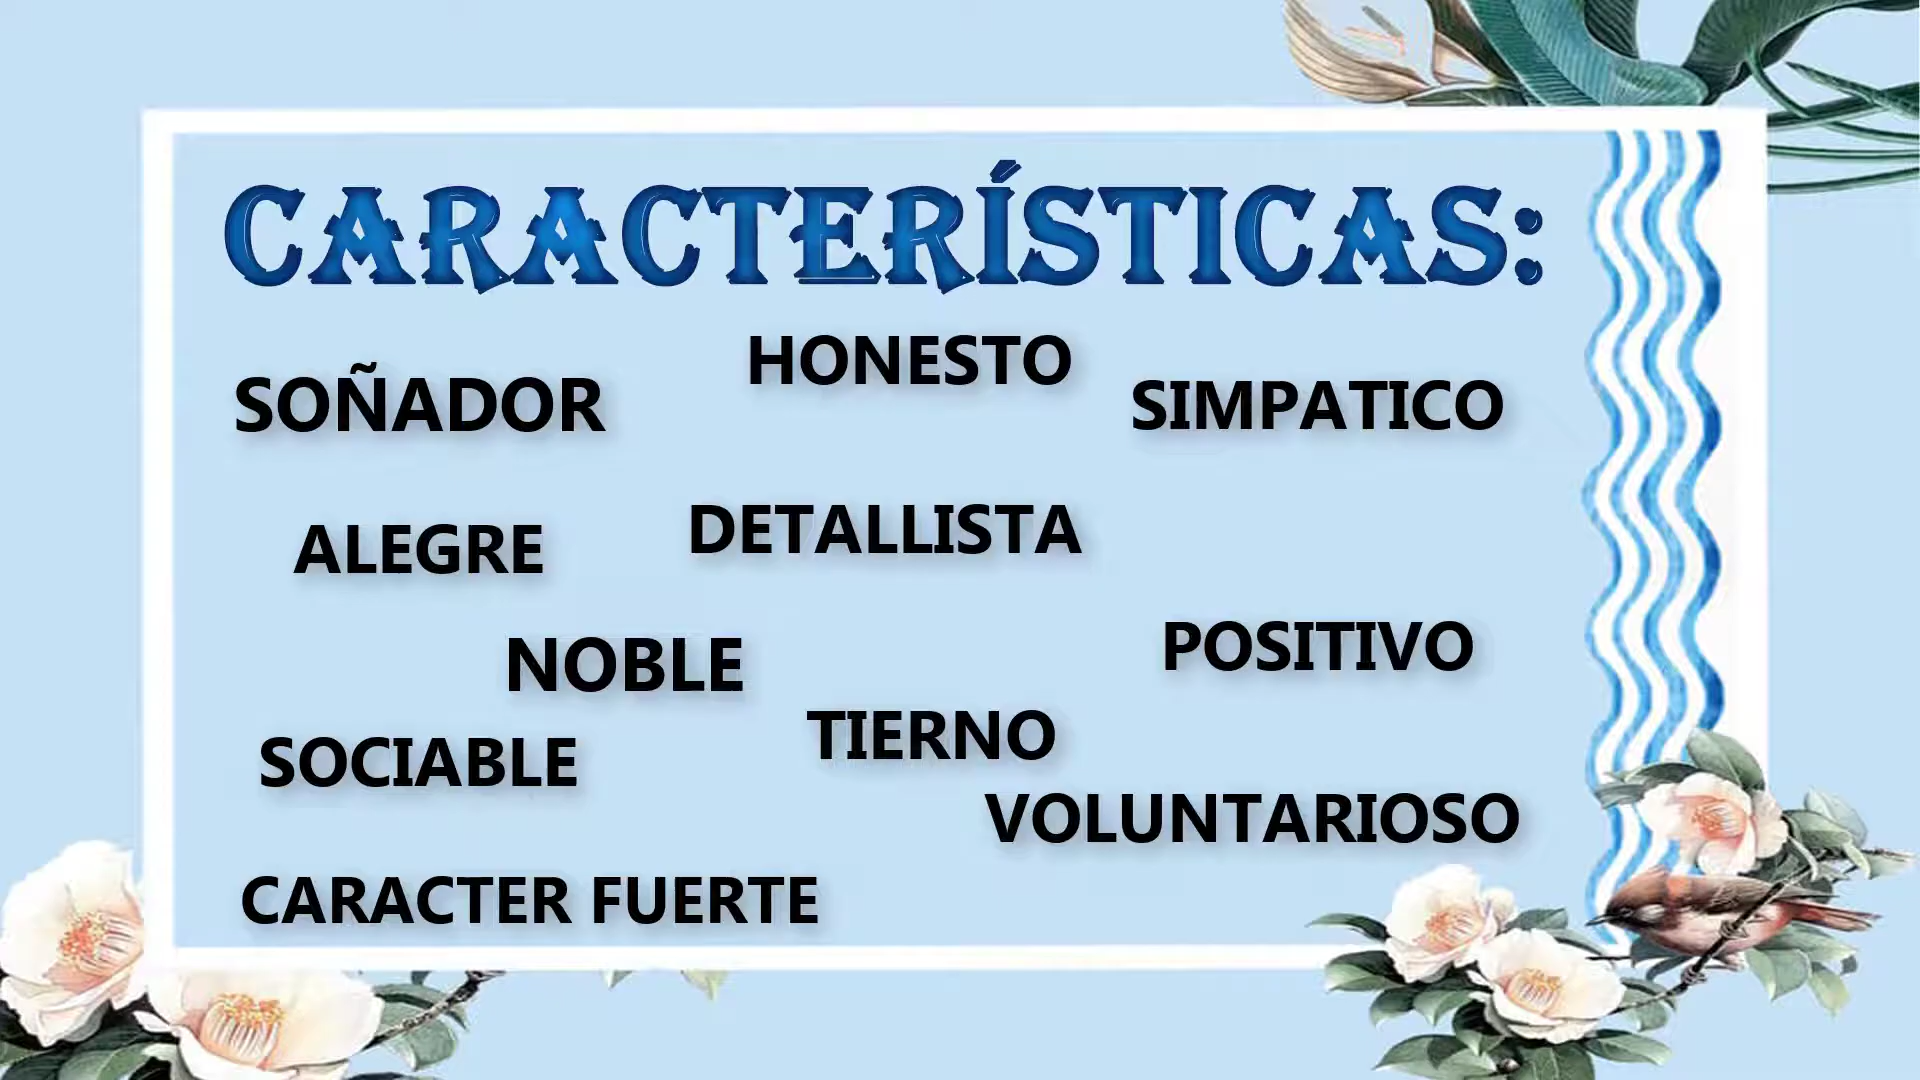 CARACTERÍSTICAS:
HONESTO
SOÑADOR
SIMPATICO
ALEGRE
DETALLISTA
NOBLE
POSITIVO
SOCIABLE
TIERNO
VOLUNTARIOSO
CARACTER FUERTE